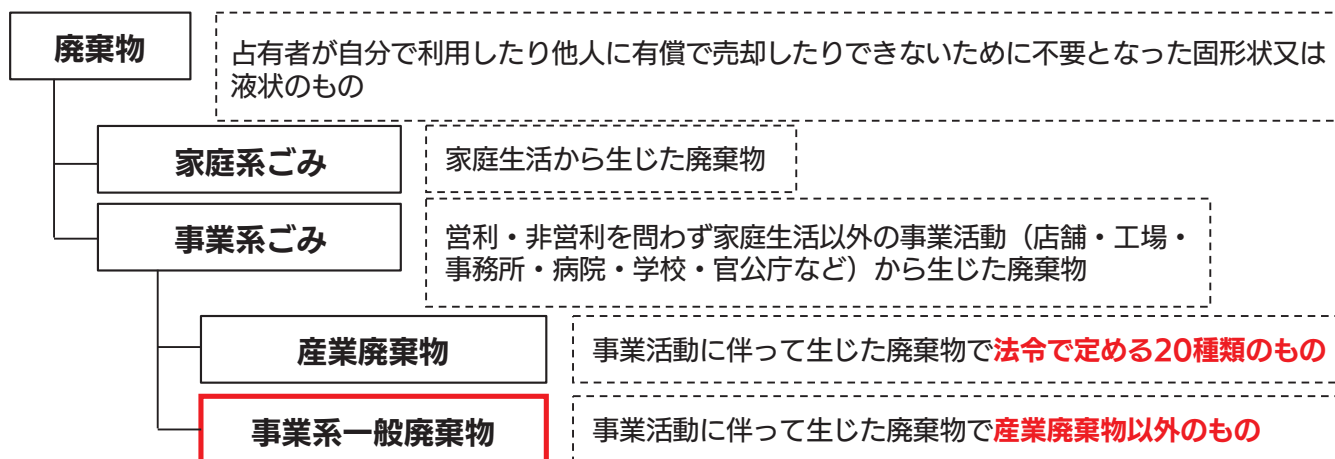 廃棄物
占有者が自分で利用したり他人に有償で売却したりできないために不要となった固形状又は
液状のもの
家庭系ごみ
家庭生活から生じた廃棄物
事業系ごみ
営利・非営利を問わず家庭生活以外の事業活動（店舗・工場・
事務所・病院・学校・官公庁など）から生じた廃棄物
産業廃棄物
事業活動に伴って生じた廃棄物で法令で定める20種類のもの
事業系一般廃棄物
事業活動に伴って生じた廃棄物で産業廃棄物以外のもの